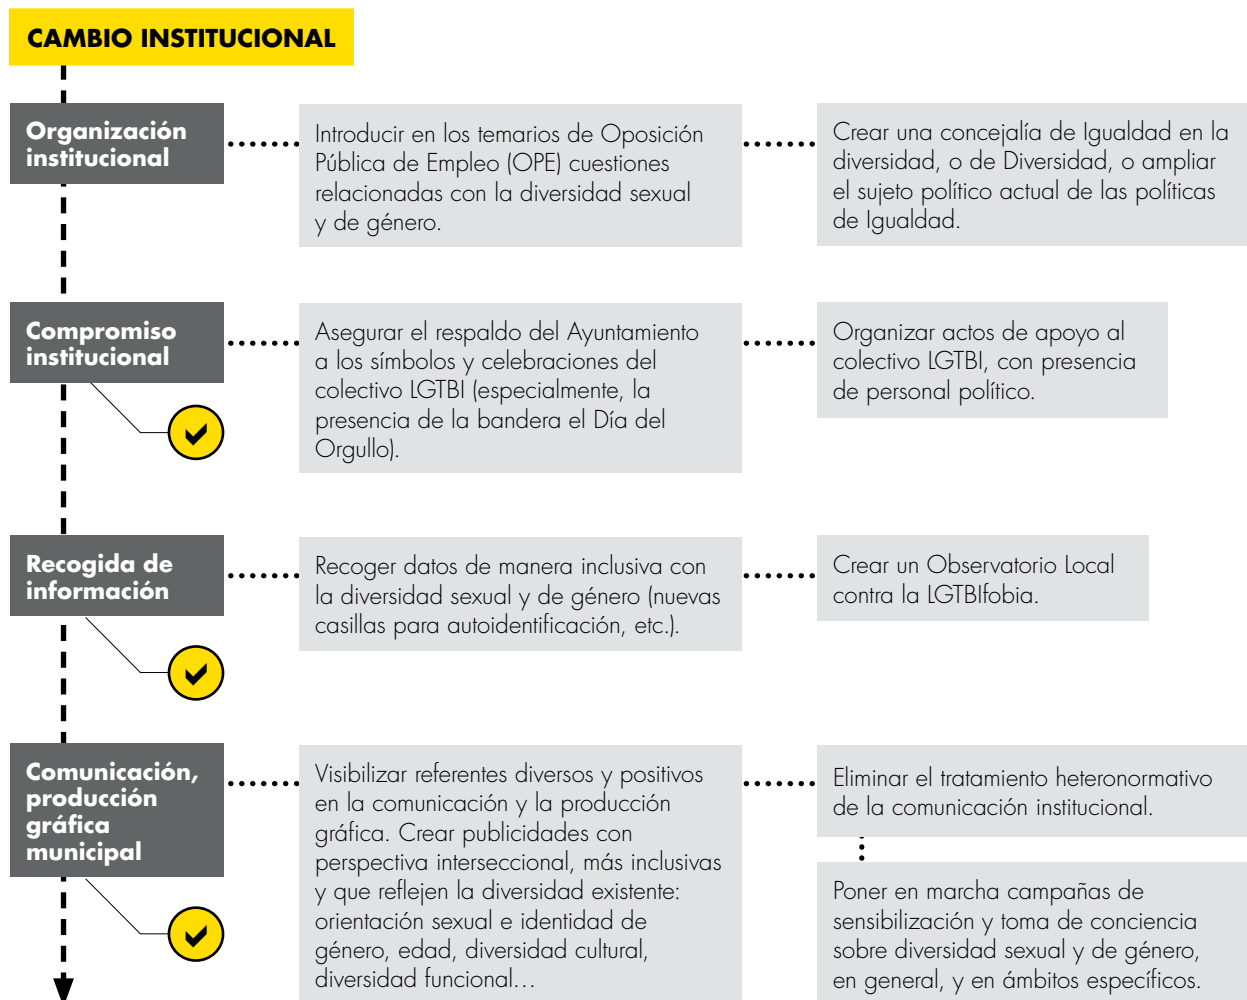 CAMBIO INSTITUCIONAL
Organización
institucional
Introducir en los temarios de Oposición
Pública de Empleo (OPE) cuestiones
relacionadas con la diversidad sexual
y de género.
Crear una concejalía de Igualdad en la
diversidad, o de Diversidad, o ampliar
el sujeto político actual de las políticas
de Igualdad.
Compromiso
institucional
Asegurar el respaldo del Ayuntamiento
a los símbolos y celebraciones del
colectivo LGTBI (especialmente, la
presencia de la bandera el Día del
Orgullo).
Organizar actos de apoyo al
colectivo LGTBI, con presencia
de personal político.
Recogida de
información
Recoger datos de manera inclusiva con
la diversidad sexual y de género (nuevas
casillas para autoidentificación, etc.).
Crear un Observatorio Local
contra la LGTBIfobia.
Comunicación,
producción
gráfica
municipal
Visibilizar referentes diversos y positivos
en la comunicación y la producción
gráfica. Crear publicidades con
perspectiva interseccional, más inclusivas
y que reflejen la diversidad existente:
orientación sexual e identidad de
género, edad, diversidad cultural,
diversidad funcional…
Eliminar el tratamiento heteronormativo
de la comunicación institucional.
Poner en marcha campañas de
sensibilización y toma de conciencia
sobre diversidad sexual y de género,
en general, y en ámbitos específicos.